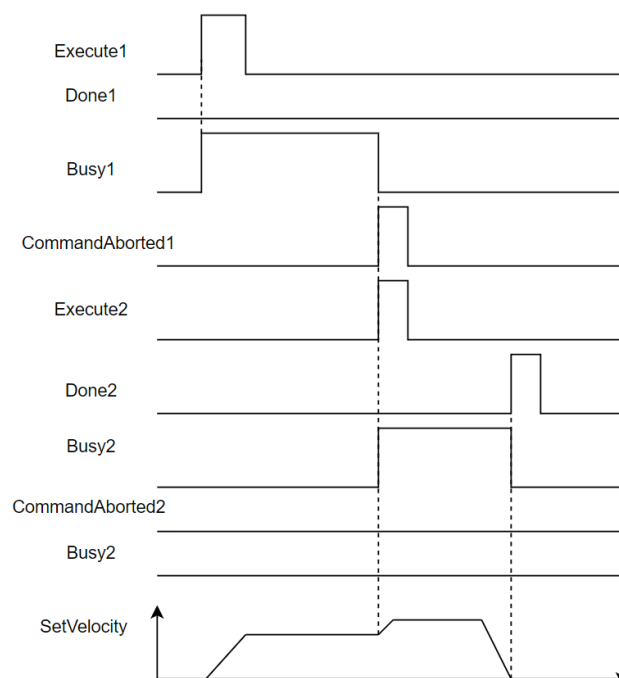 Execute1
Done1
Busy1
CommandAborted1
Execute2
Done2
Busy2
CommandAborted2
Busy2
SetVelocity